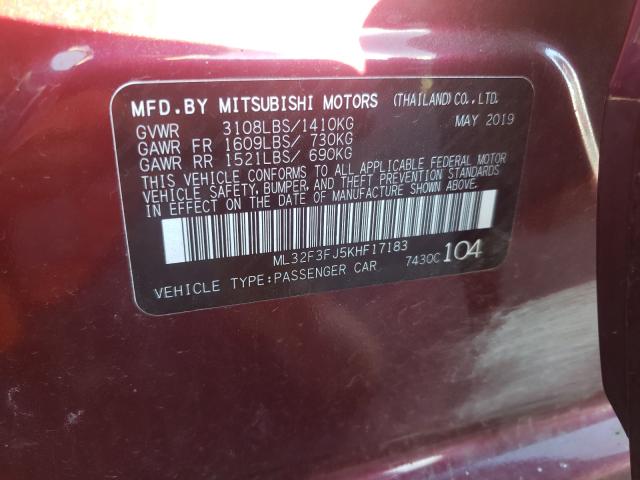 MFD.BY MITSUBISHI MOTORS (THAILAND) CO., LTD.
GVWR 3108LBS/1410KG MAY 2019
GAWR FR 1609LBS/ 730KG
GAWR RR 1521LBS/ 690KG
THIS VEHICLE CONFORMS TO ALL APPLICABLE FEDERAL MOTOR
VEHICLE SAFETY, BUMPER, AND THEFT PREVENTION STANDARDS
IN EFFECT ON THE DATE OF MANUFACTURE SHOWN ABOVE.
ML32F3FJ5KHF17183
VEHICLE TYPE:PASSENGER CAR 7430C 104